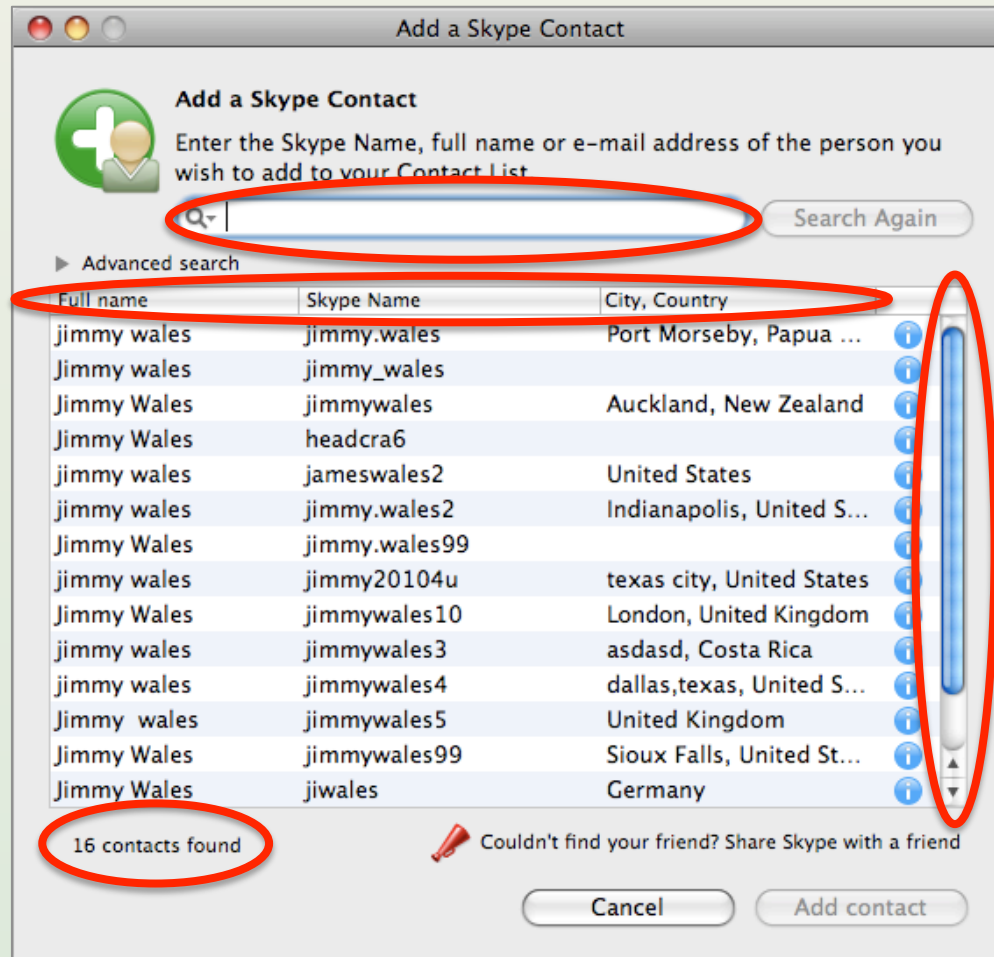 Add a Skype Contact
Add a Skype Contact
Enter the Skype Name, full name or e-mail address of the person you
wish to add to your Contact List
Search Again
Advanced search
Full name Skype Name City, Country
jimmy wales jimmy.wales Port Morseby, Papua ...
Jimmy wales jimmy_wales
Jimmy Wales jimmywales Auckland, New Zealand
Jimmy Wales headcra6
jimmy wales jameswales2 United States
jimmy wales jimmy.wales2 Indianapolis, United S...
Jimmy Wales jimmy.wales99
jimmy wales jimmy20104u texas city, United States
Jimmy Wales jimmywales10 London, United Kingdom
jimmy wales jimmywales3 asdasd, Costa Rica
jimmy wales jimmywales4 dallas,texas, United S...
Jimmy  wales jimmywales5 United Kingdom
Jimmy Wales jimmywales99 Sioux Falls, United St...
Jimmy Wales jiwales Germany
16 contacts found
Couldn't find your friend? Share Skype with a friend
Cancel
Add contact